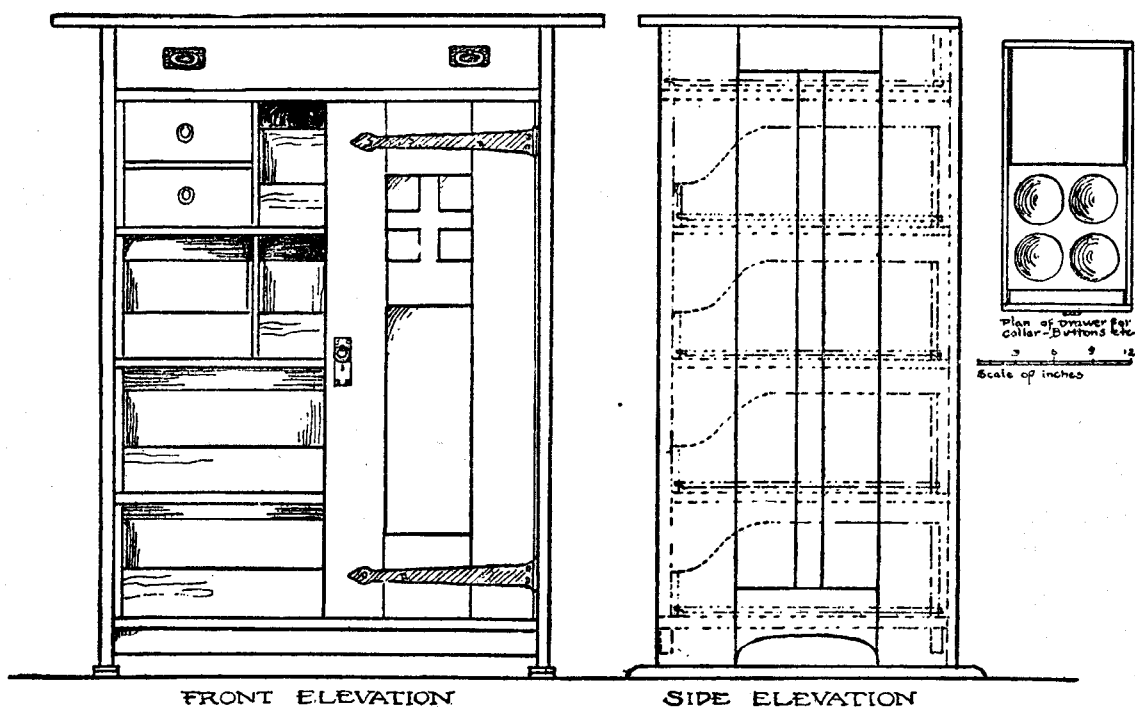 Plan of Drawer for
Collar-Buttons etc
3 6 9 12
Scale of inches
FRONT ELEVATION
SIDE ELEVATION